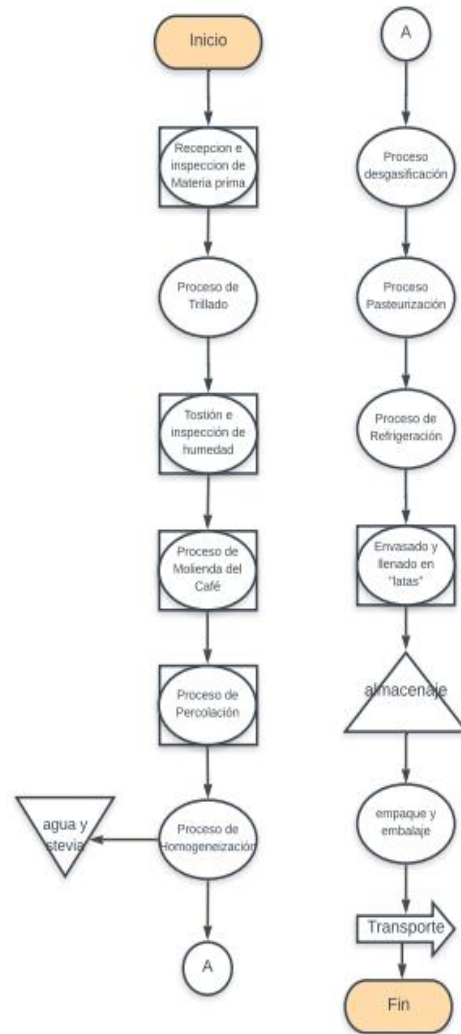 Inicio
Recepcion e
inspeccion de
Materia prima
Proceso de
Trillado
Tostión e
inspección de
humedad
Proceso de
Molienda del
Café
Proceso de
Percolación
agua y
stevia
Proceso de
Homogeneización
A
A
Proceso
desgasificación
Proceso
Pasteurización
Proceso de
Refrigeración
Envasado y
llenado en
"latas"
almacenaje
empaque y
embalaje
Transporte
Fin